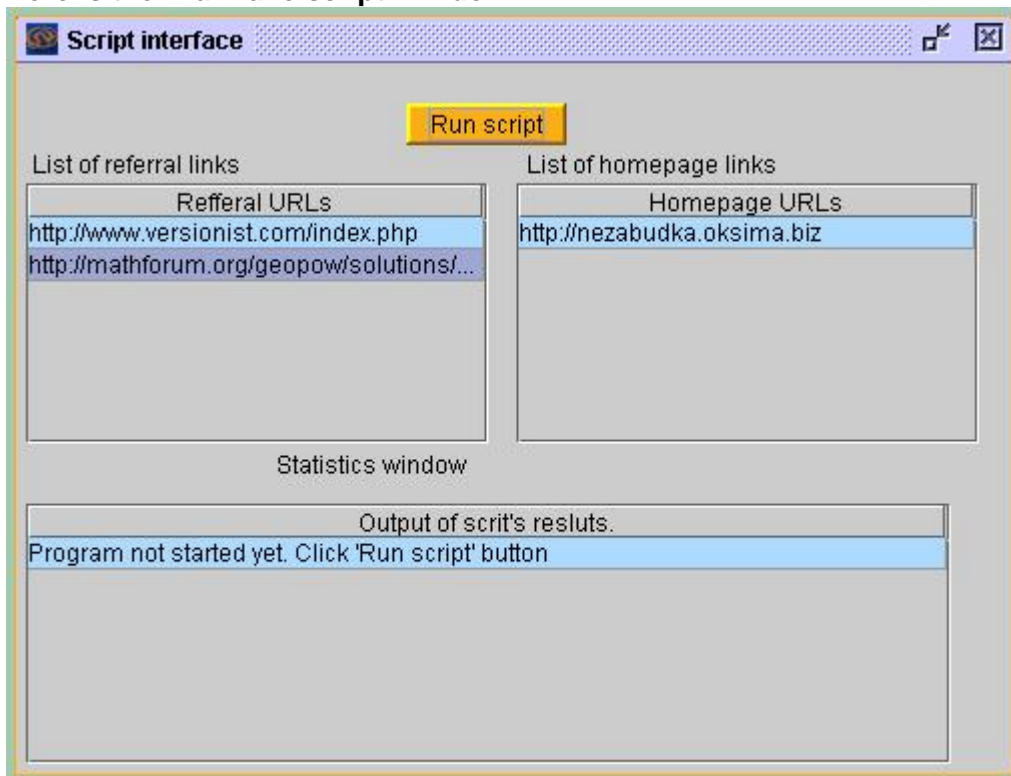 Script interface
Run script
List of referral links
List of homepage links
Refferal URLs
Homepage URLs
http://www.versionist.com/index.php
http://nezabudka.oksima.biz
http://mathforum.org/geopow/solutions/...
Statistics window
Output of scrit's resluts.
Program not started yet. Click 'Run script' button